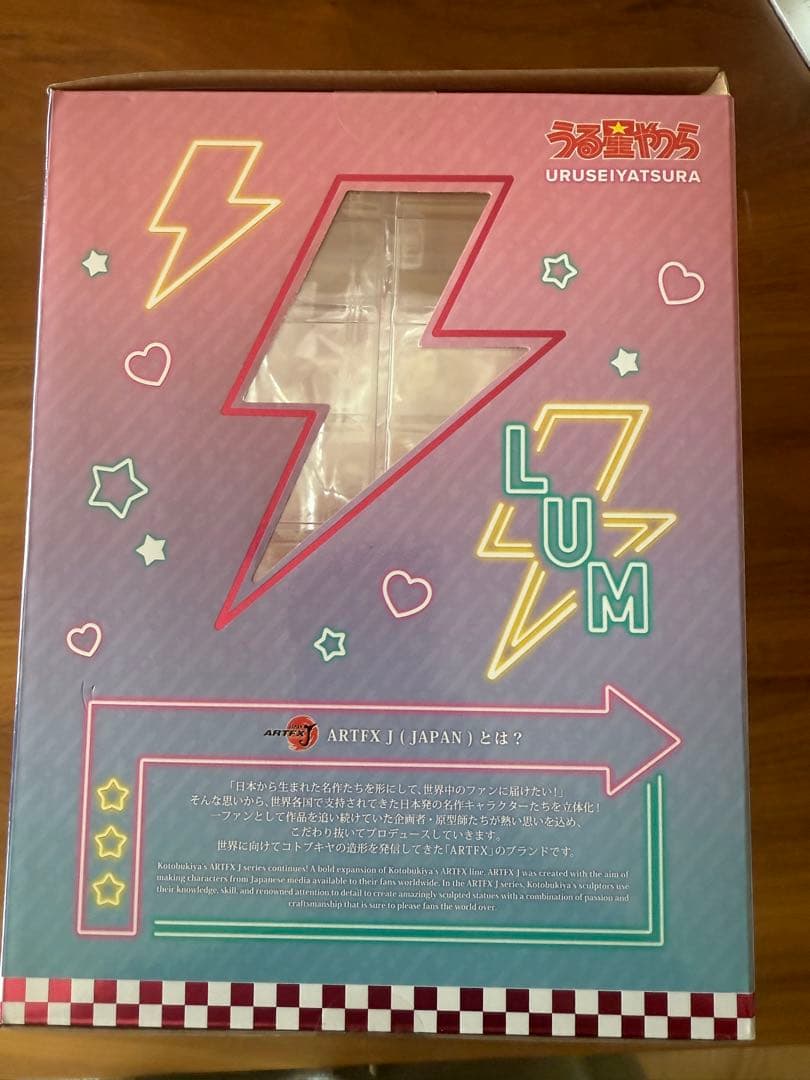 うる星やつら
URUSEIYATSURA
LUM
ARTFX J
ARTFX J ( JAPAN ) とは？
「日本から生まれた名作たちを形にして、世界中のファンに届けたい！」
そんな思いから、世界各国で支持されてきた日本発の名作キャラクターたちを立体化！
一ファンとして作品を追い続けていた企画者・原型師たちが熱い思いを込め、
こだわり抜いてプロデュースしていきます。
世界に向けてコトブキヤの造形を発信してきた「ARTFX」のブランドです。
Kotobukiya's ARTFX J series continues! A bold expansion of Kotobukiya's ARTFX line, ARTFX J was created with the aim of
making characters from Japanese media available to their fans worldwide. In the ARTFX J series, Kotobukiya's sculptors use
their knowledge, skill, and renowned attention to detail to create amazingly sculpted statues with a combination of passion and
craftsmanship that is sure to please fans the world over.